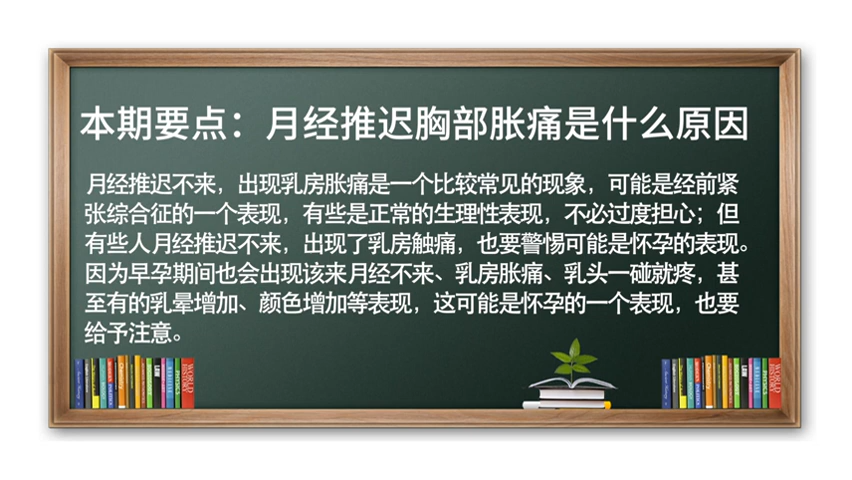 本期要点：月经推迟胸部胀痛是什么原因
月经推迟不来，出现乳房胀痛是一个比较常见的现象，可能是经前紧
张综合征的一个表现，有些是正常的生理性表现，不必过度担心；但
有些人月经推迟不来，出现了乳房触痛，也要警惕可能是怀孕的表现。
因为早孕期间也会出现该来月经不来、乳房胀痛、乳头一碰就疼，甚
至有的乳晕增加、颜色增加等表现，这可能是怀孕的一个表现，也要
给予注意。
WORLD HISTORY